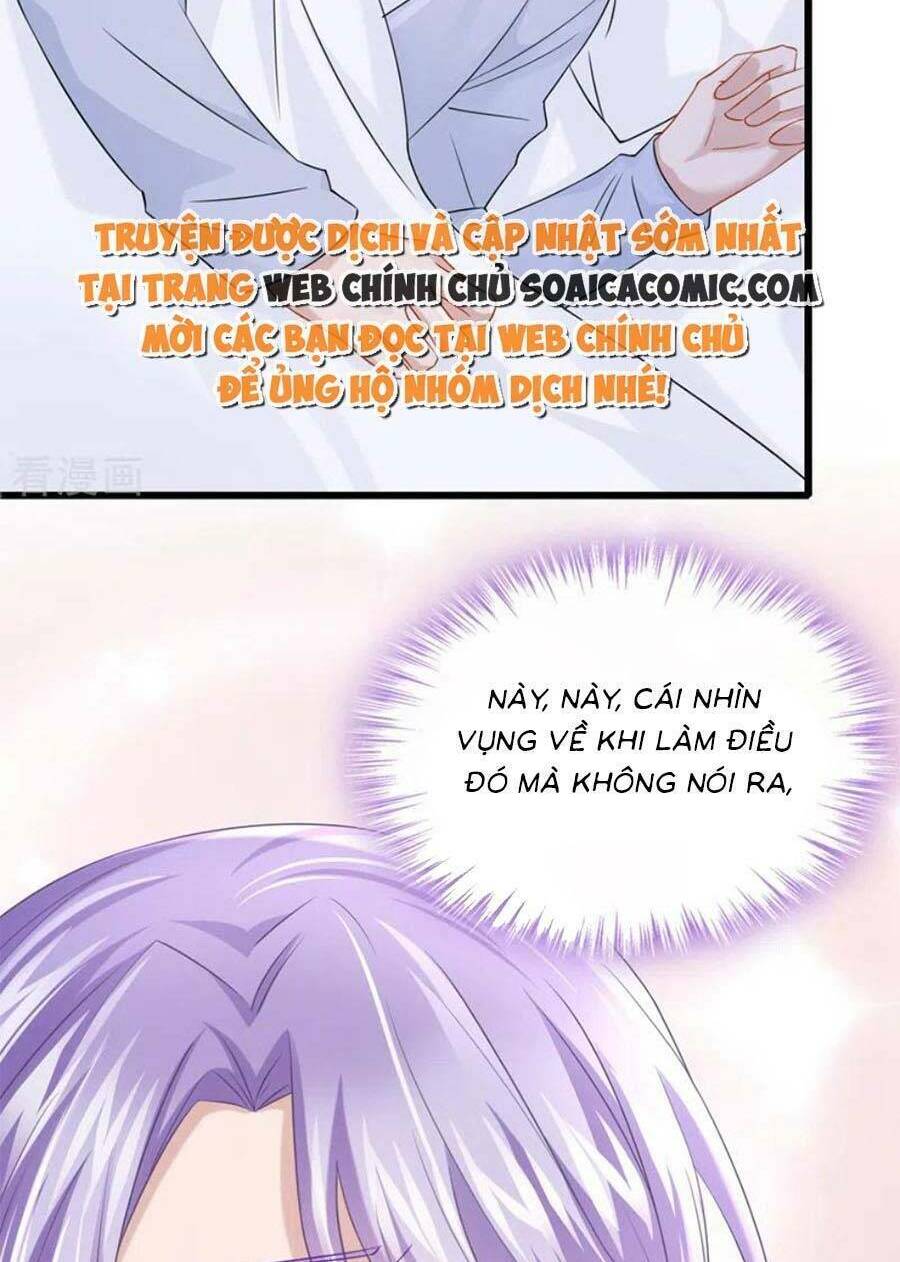 TRUYỆN ĐƯỢC DỊCH VÀ CẬP NHẬT SỚM NHẤT
TẠI TRANG WEB CHÍNH CHỦ SOAICACOMIC.COM
MỜI CÁC BẠN ĐỌC TẠI WEB CHÍNH CHỦ
ĐỂ ỦNG HỘ NHÓM DỊCH NHÉ!
看漫画
NÀY, NÀY, CÁI NHÌN
VỤNG VỀ KHI LÀM ĐIỀU
ĐÓ MÀ KHÔNG NÓI RA,